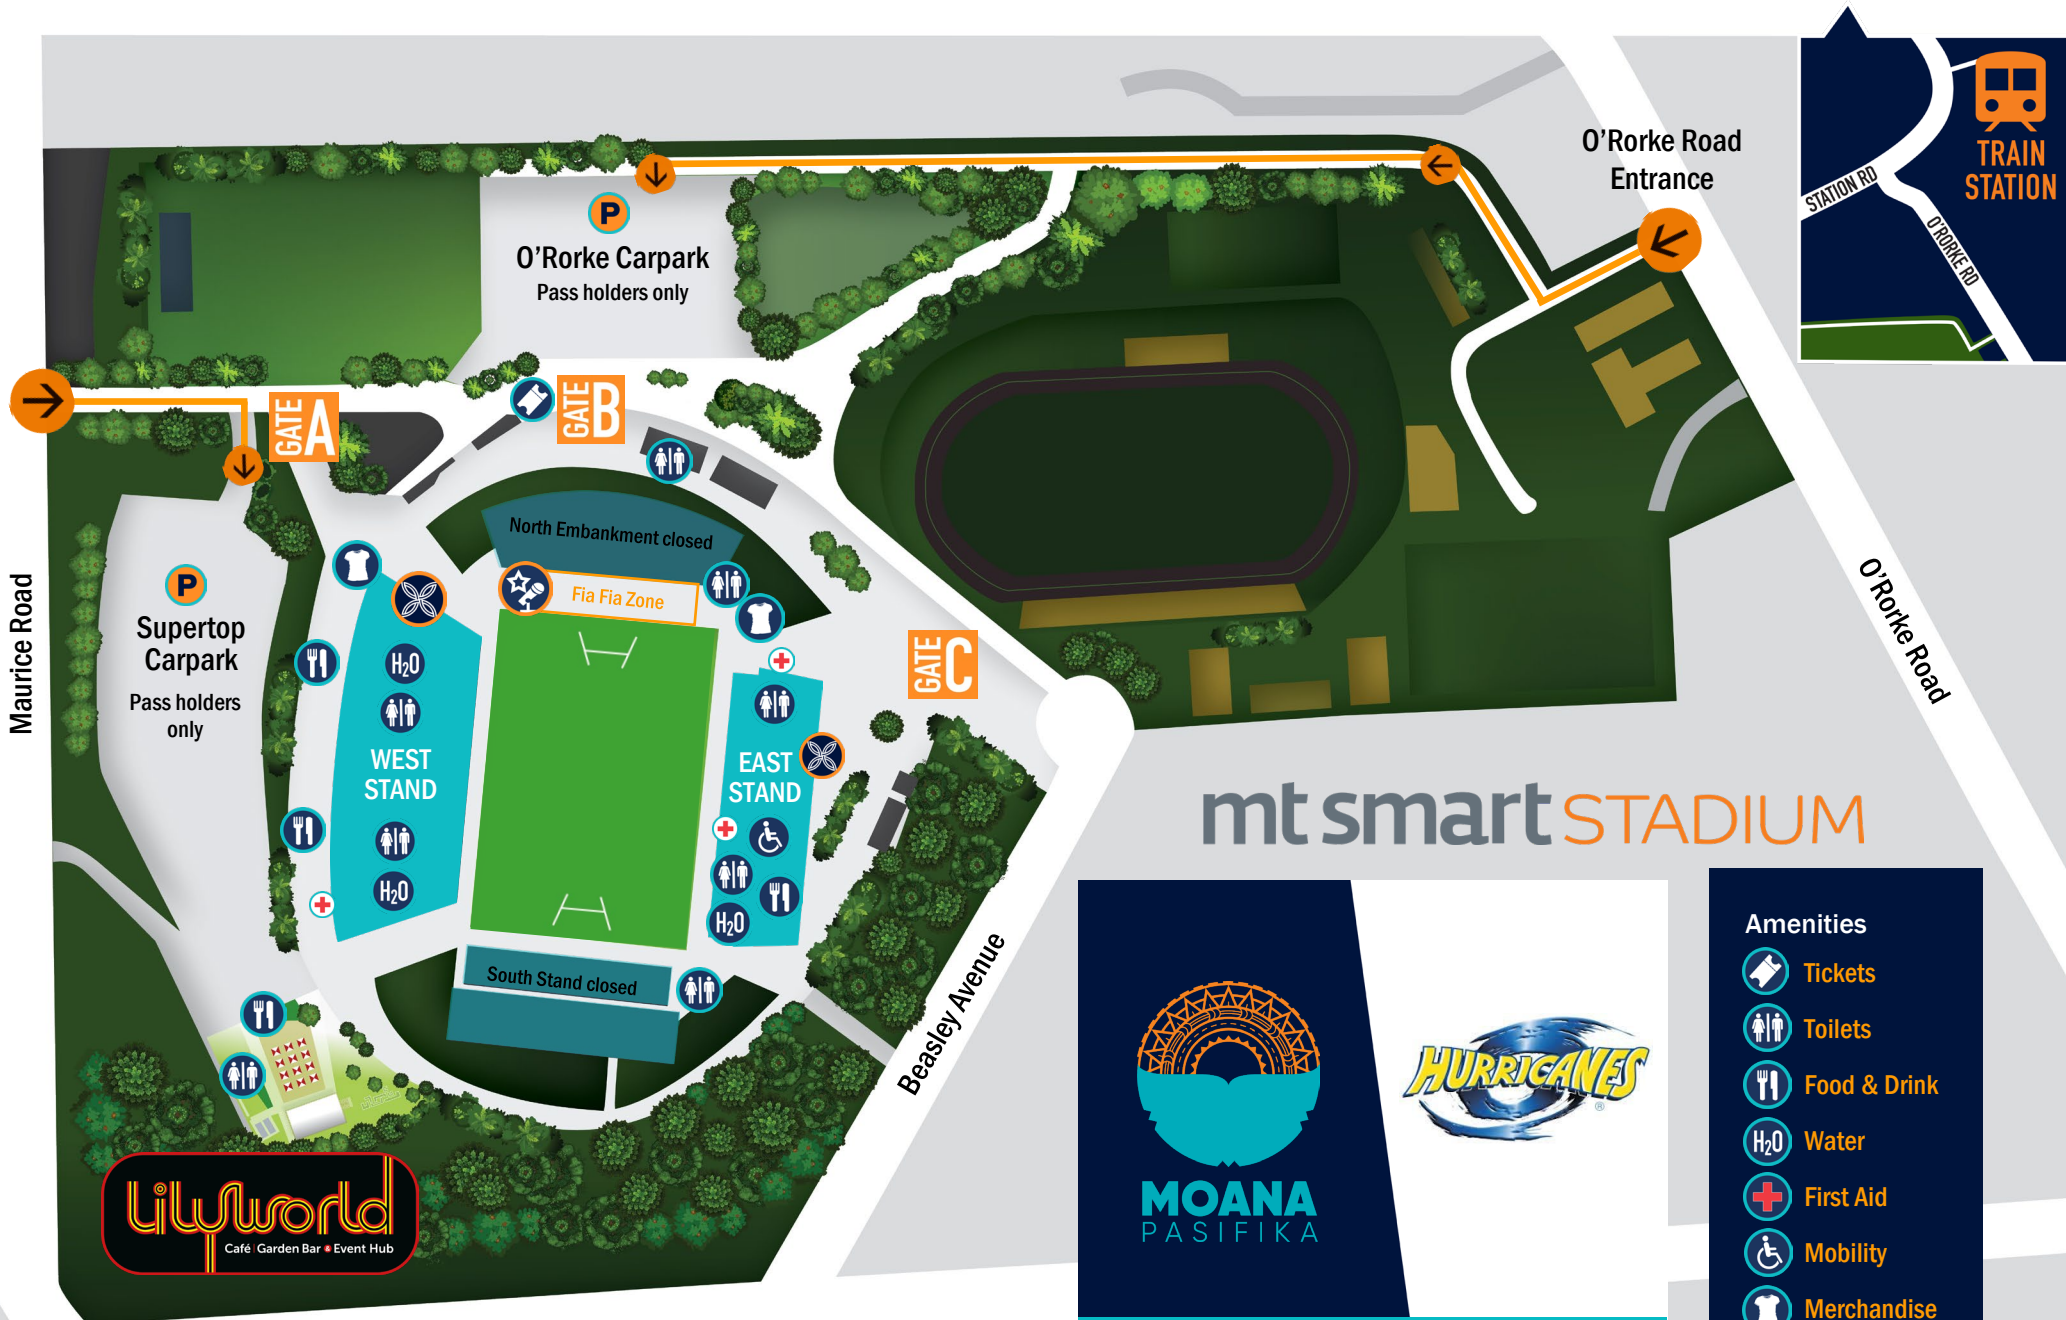 O'Rorke Road
Entrance
TRAIN
STATION
STATION RD
O'RORKE RD
P
O'Rorke Carpark
Pass holders only
GATE A
GATE B
North Embankment closed
Fia Fia Zone
P
Supertop
Carpark
Pass holders
only
Maurice Road
H₂O
WEST
STAND
H₂O
GATE C
EAST
STAND
H₂O
O'Rorke Road
mt smart STADIUM
South Stand closed
Beasley Avenue
Lilyworld
Café | Garden Bar & Event Hub
MOANA
PASIFIKA
HURRICANES
®
Amenities
Tickets
Toilets
Food & Drink
H₂O Water
First Aid
Mobility
Merchandise